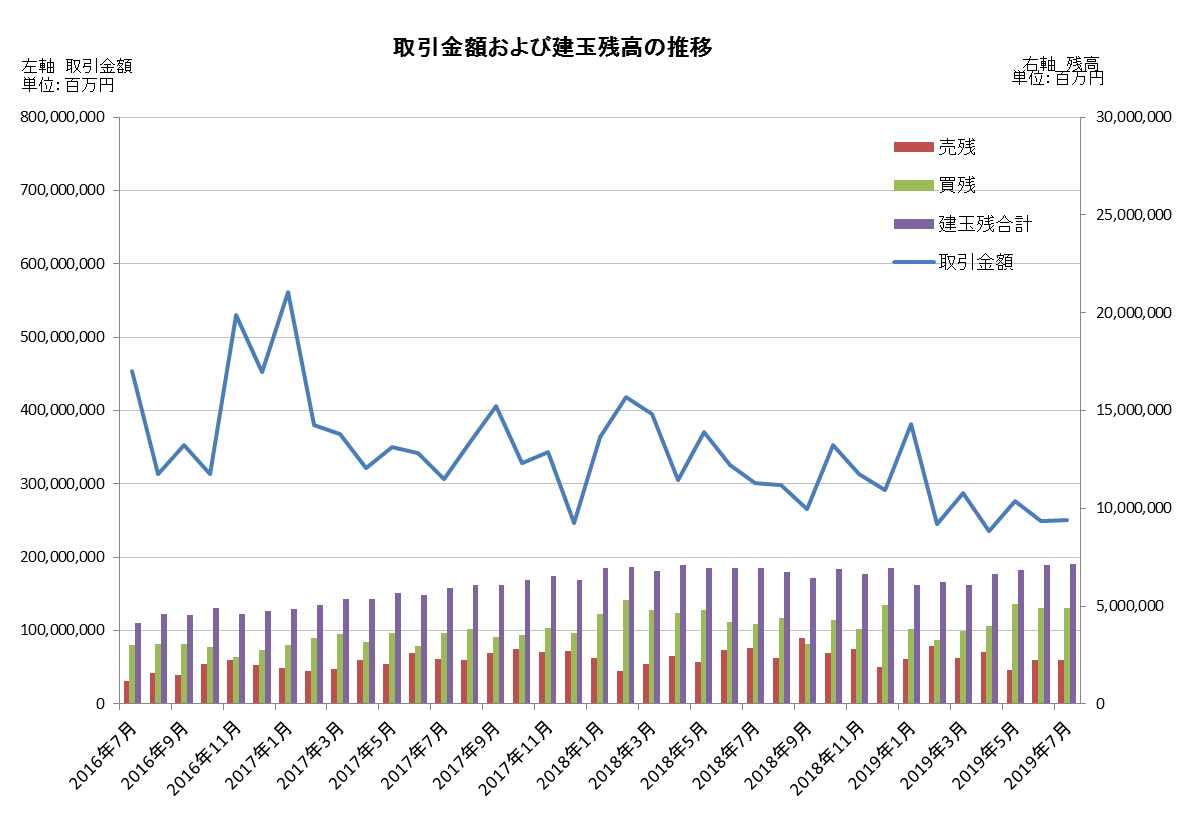 取引金額および建玉残高の推移
左軸 取引金額
単位: 百万円
右軸 残高
単位: 百万円
800,000,000
700,000,000
600,000,000
500,000,000
400,000,000
300,000,000
200,000,000
100,000,000
0
30,000,000
25,000,000
20,000,000
15,000,000
10,000,000
5,000,000
0
売残
買残
建玉残合計
取引金額
2016年7月
2016年9月
2016年11月
2017年1月
2017年3月
2017年5月
2017年7月
2017年9月
2017年11月
2018年1月
2018年3月
2018年5月
2018年7月
2018年9月
2018年11月
2019年1月
2019年3月
2019年5月
2019年7月